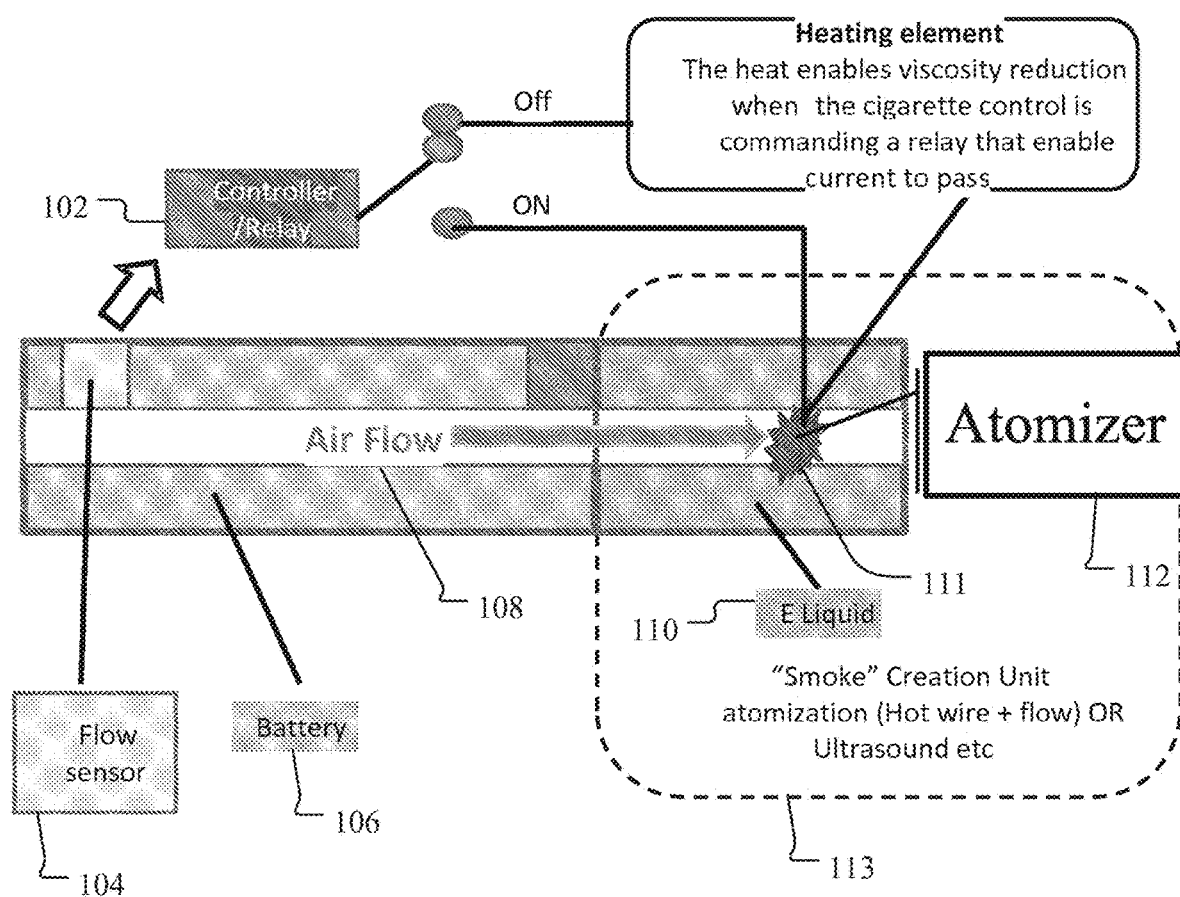 Heating element
The heat enables viscosity reduction
when the cigarette control is
commanding a relay that enable
current to pass
Off
Controller
/Relay
102
ON
Air Flow
Atomizer
108
111
112
110
E Liquid
"Smoke" Creation Unit
atomization (Hot wire + flow) OR
Ultrasound etc
Flow
sensor
Battery
106
104
113